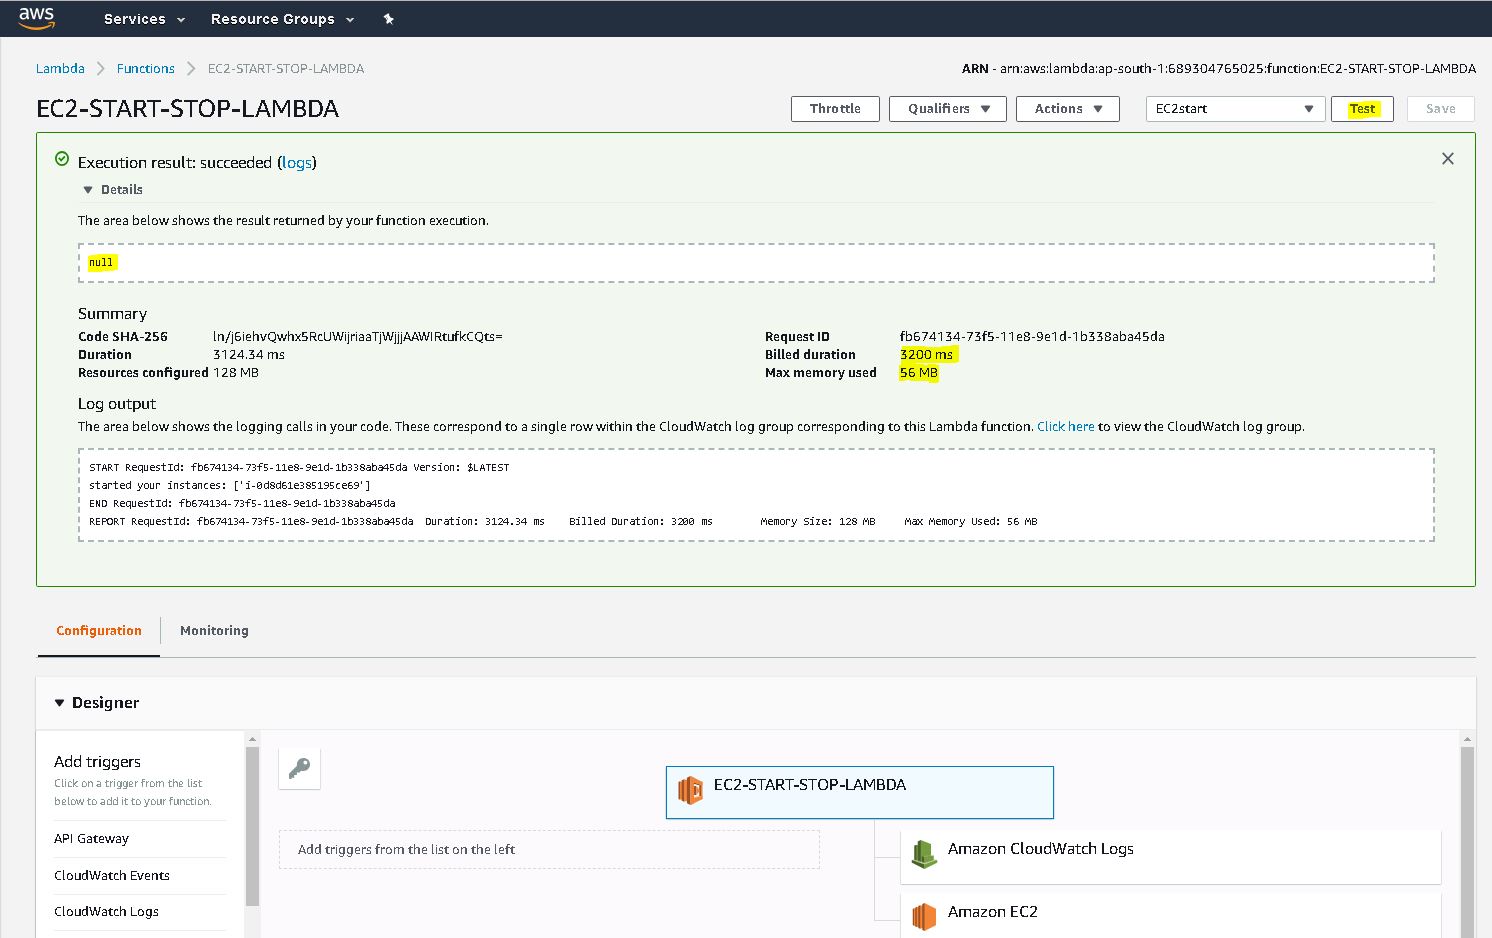 aws Services Resource Groups
Lambda Functions EC2-START-STOP-LAMBDA ARN - arn:aws:lambda:ap-south-1:689304765025:function:EC2-START-STOP-LAMBDA
EC2-START-STOP-LAMBDA Throttle Qualifiers Actions EC2start Test Save
Execution result: succeeded (logs)
Details
The area below shows the result returned by your function execution.
null
Summary
Code SHA-256 ln/j6iehvQwhx5RcUWijriaaTjWjjjAAWIRtufkCQts= Request ID fb674134-73f5-11e8-9e1d-1b338aba45da
Duration 3124.34 ms Billed duration 3200 ms
Resources configured 128 MB Max memory used 56 MB
Log output
The area below shows the logging calls in your code. These correspond to a single row within the CloudWatch log group corresponding to this Lambda function. Click here to view the CloudWatch log group.
START RequestId: fb674134-73f5-11e8-9e1d-1b338aba45da Version: $LATEST
started your instances: ['i-0d8d61e385195ce69']
END RequestId: fb674134-73f5-11e8-9e1d-1b338aba45da
REPORT RequestId: fb674134-73f5-11e8-9e1d-1b338aba45da Duration: 3124.34 ms Billed Duration: 3200 ms Memory Size: 128 MB Max Memory Used: 56 MB
Configuration Monitoring
Designer
Add triggers
Click on a trigger from the list
below to add it to your function.
API Gateway
CloudWatch Events
CloudWatch Logs
EC2-START-STOP-LAMBDA
Add triggers from the list on the left
Amazon CloudWatch Logs
Amazon EC2